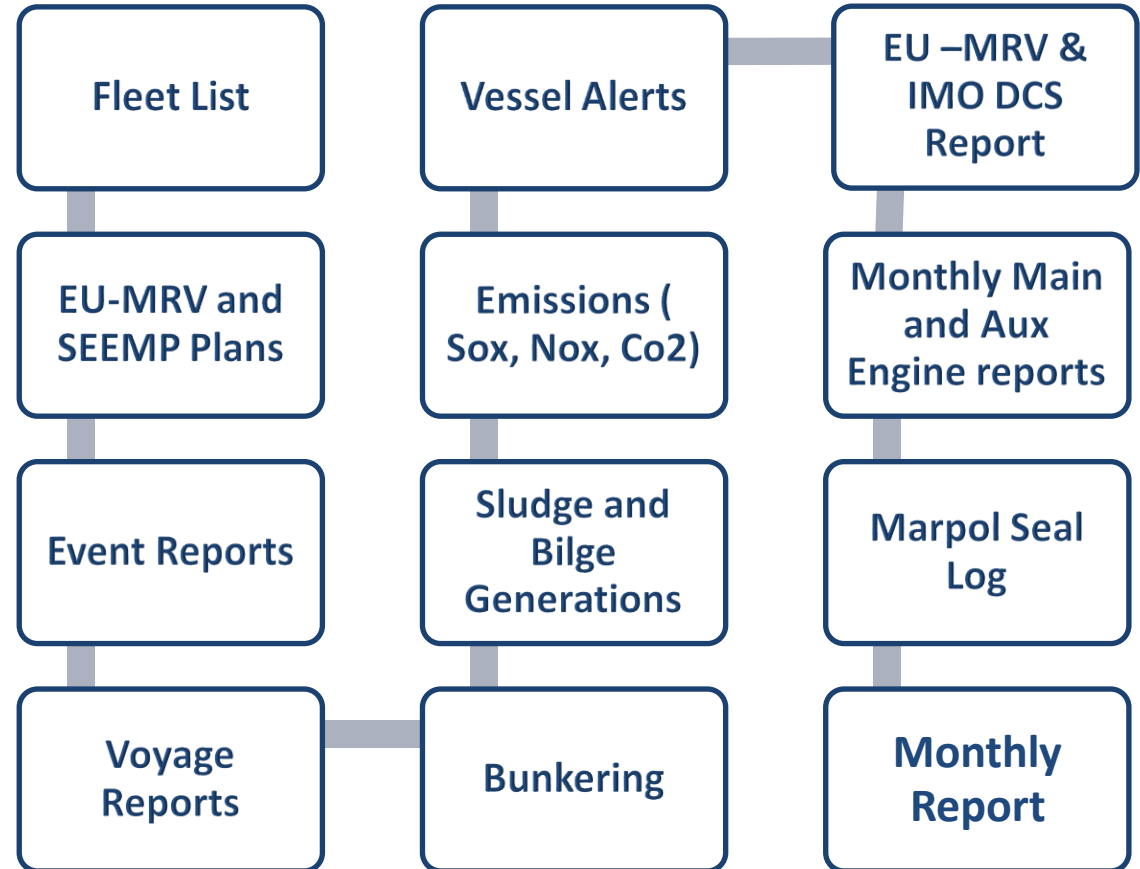 Fleet List
EU-MRV and
SEEMP Plans
Event Reports
Voyage
Reports
Bunkering
Sludge and
Bilge
Generations
Emissions (
Sox, Nox, Co2)
Vessel Alerts
EU –MRV &
IMO DCS
Report
Monthly Main
and Aux
Engine reports
Marpol Seal
Log
Monthly
Report